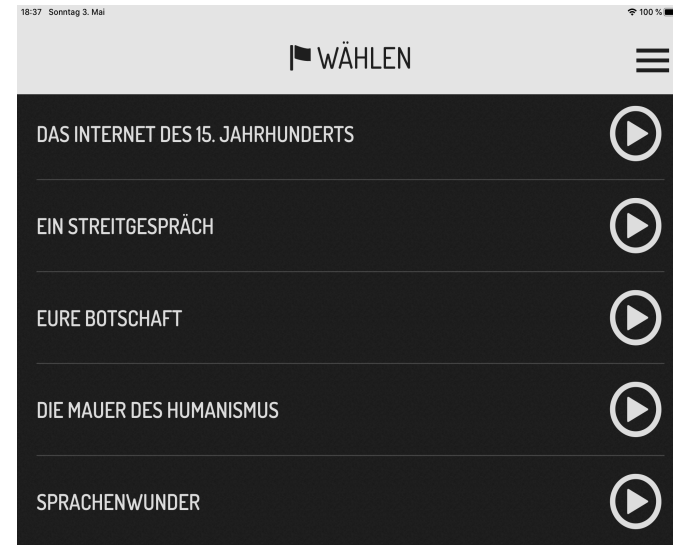 18:37 Sonntag 3. Mai 100 %
WÄHLEN
DAS INTERNET DES 15. JAHRHUNDERTS
EIN STREITGESPRÄCH
EURE BOTSCHAFT
DIE MAUER DES HUMANISMUS
SPRACHENWUNDER